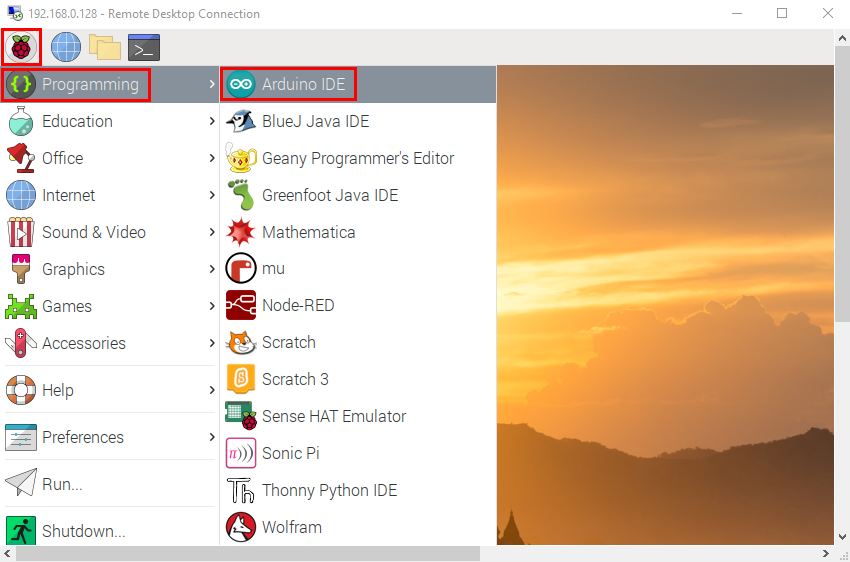 192.168.0.128 - Remote Desktop Connection
Programming
Education
Office
Internet
Sound & Video
Graphics
Games
Accessories
Help
Preferences
Run...
Shutdown...
Arduino IDE
BlueJ Java IDE
Geany Programmer's Editor
Greenfoot Java IDE
Mathematica
mu
Node-RED
Scratch
Scratch 3
Sense HAT Emulator
Sonic Pi
Thonny Python IDE
Wolfram